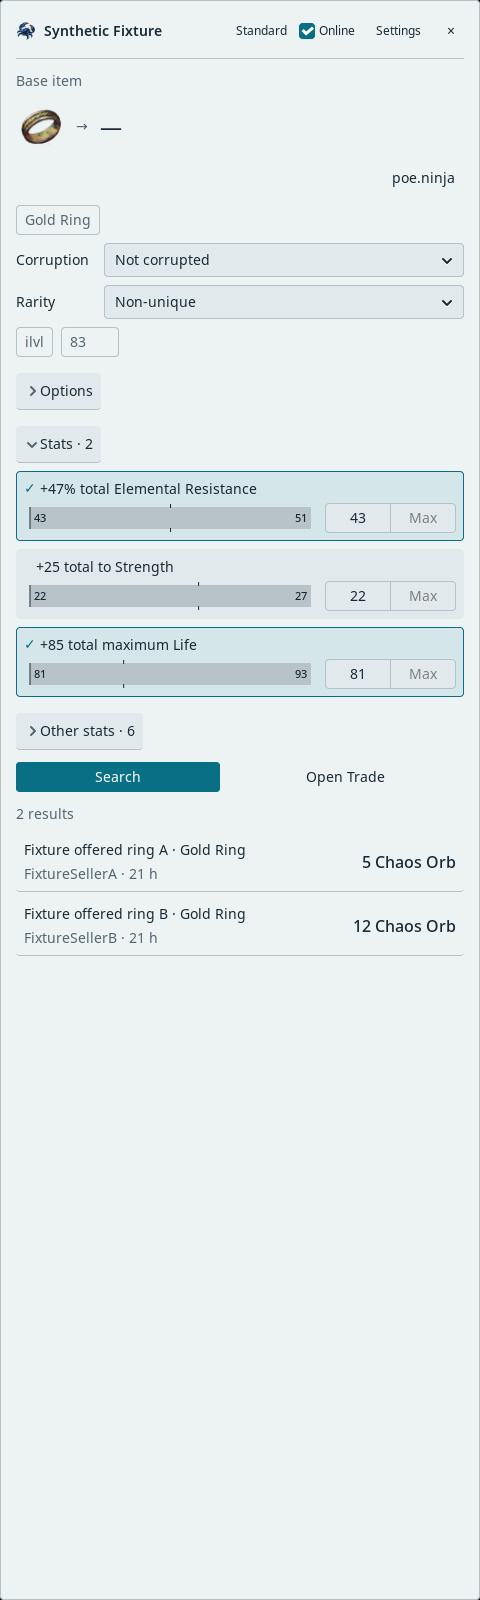 Synthetic Fixture Standard Online Settings ×
Base item
→ —
poe.ninja
Gold Ring
Corruption Not corrupted
Rarity Non-unique
ilvl 83
Options
Stats · 2
✓ +47% total Elemental Resistance
43 51 43 Max
+25 total to Strength
22 27 22 Max
✓ +85 total maximum Life
81 93 81 Max
Other stats · 6
Search Open Trade
2 results
Fixture offered ring A · Gold Ring
5 Chaos Orb
FixtureSellerA · 21 h
Fixture offered ring B · Gold Ring
12 Chaos Orb
FixtureSellerB · 21 h